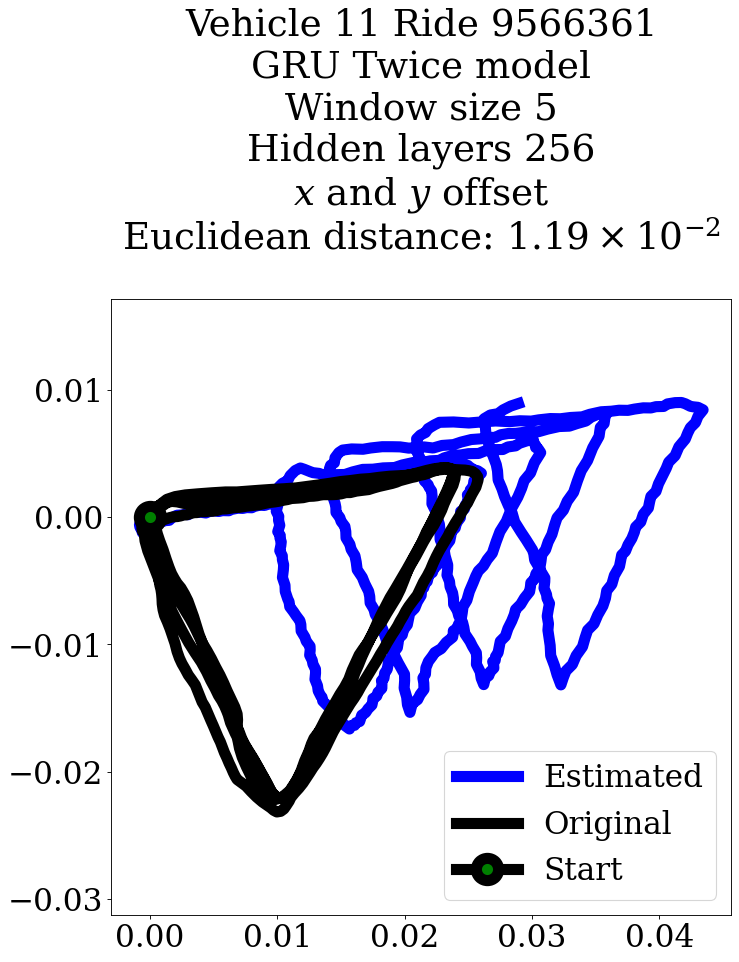 Vehicle 11 Ride 9566361
GRU Twice model
Window size 5
Hidden layers 256
x and y offset
Euclidean distance: 1.19 × 10⁻²
0.01
0.00
−0.01
−0.02
−0.03
Estimated
Original
Start
0.00 0.01 0.02 0.03 0.04